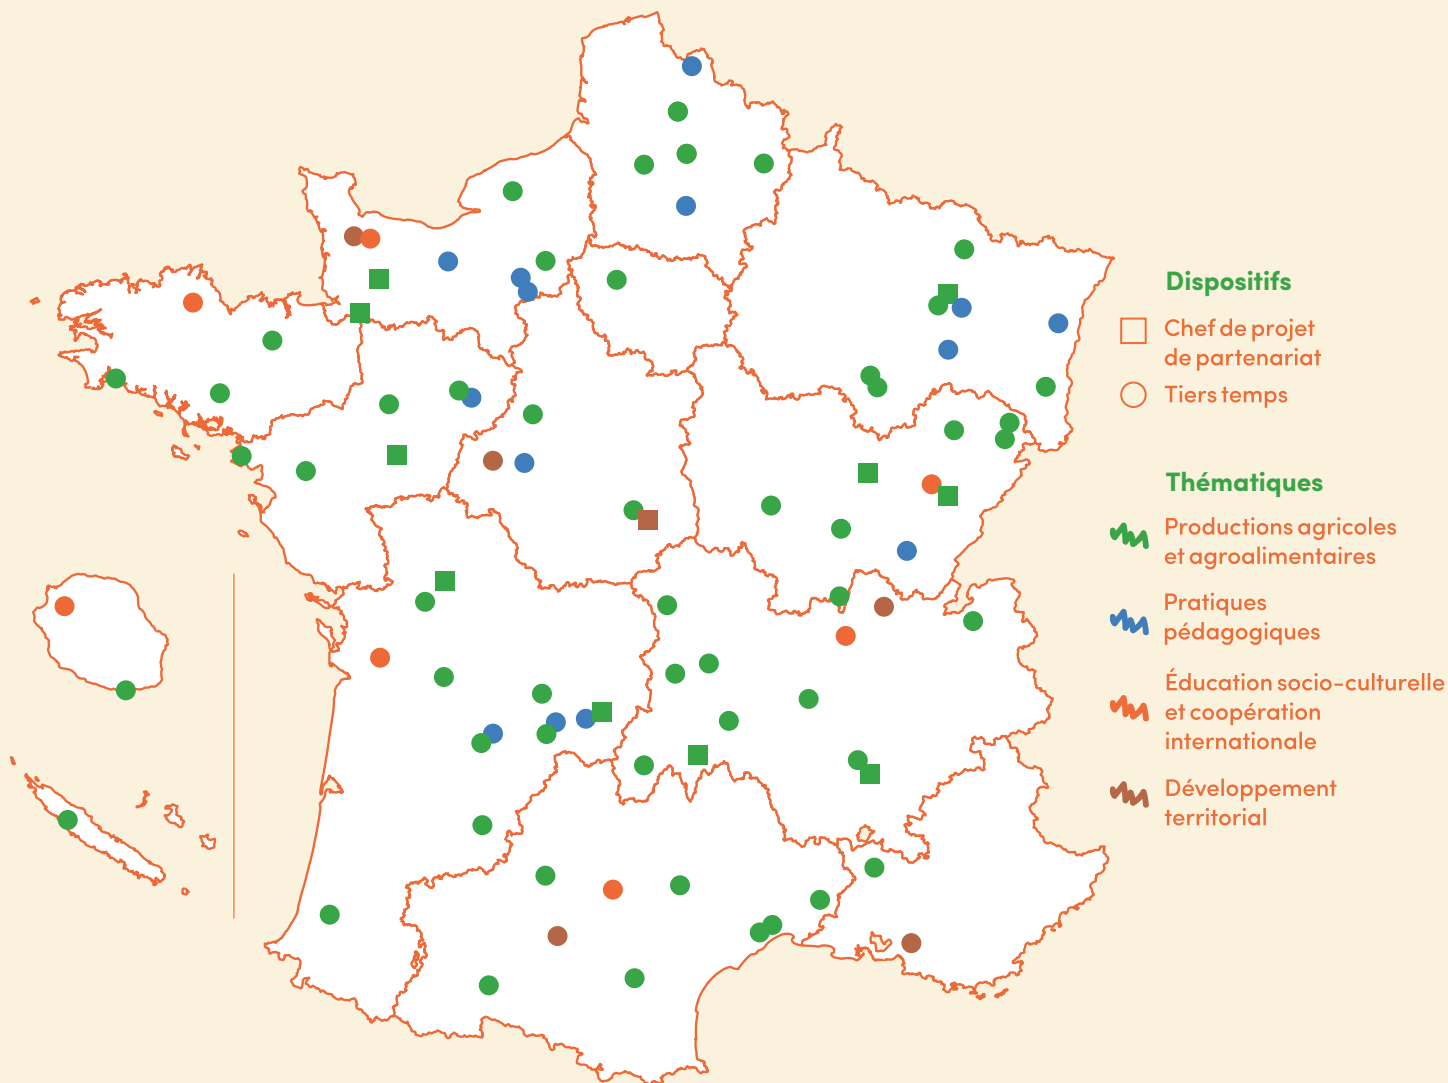 Dispositifs
Chef de projet
de partenariat
Tiers temps
Thématiques
Productions agricoles
et agroalimentaires
Pratiques
pédagogiques
Éducation socio-culturelle
et coopération
internationale
Développement
territorial